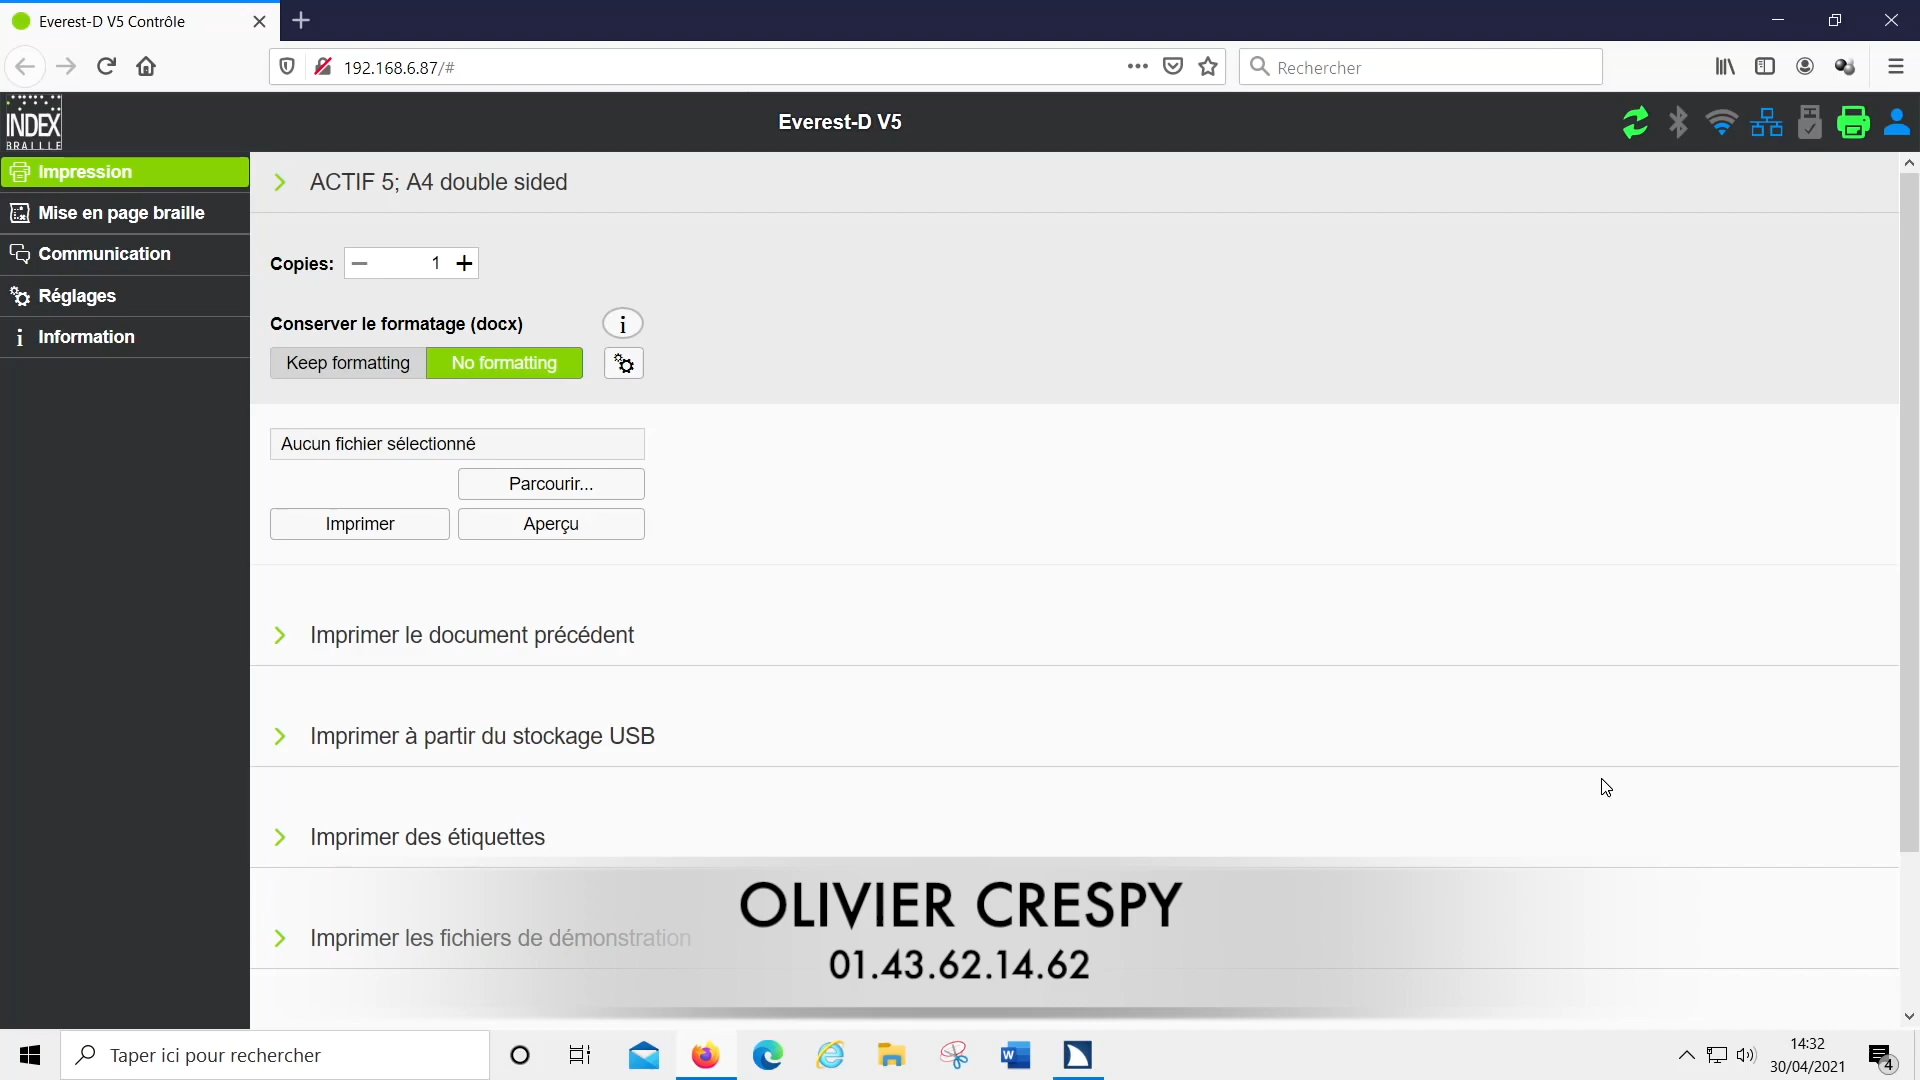 Everest-D V5 Contrôle
192.168.6.87/#
Rechercher
INDEX
BRAILLE
Everest-D V5
Impression
Mise en page braille
Communication
Réglages
Information
ACTIF 5; A4 double sided
Copies:
1
Conserver le formatage (docx)
i
Keep formatting
No formatting
Aucun fichier sélectionné
Parcourir...
Imprimer
Aperçu
Imprimer le document précédent
Imprimer à partir du stockage USB
Imprimer des étiquettes
Imprimer les fichiers de démonstration
OLIVIER CRESPY
01.43.62.14.62
Taper ici pour rechercher
14:32
30/04/2021
4